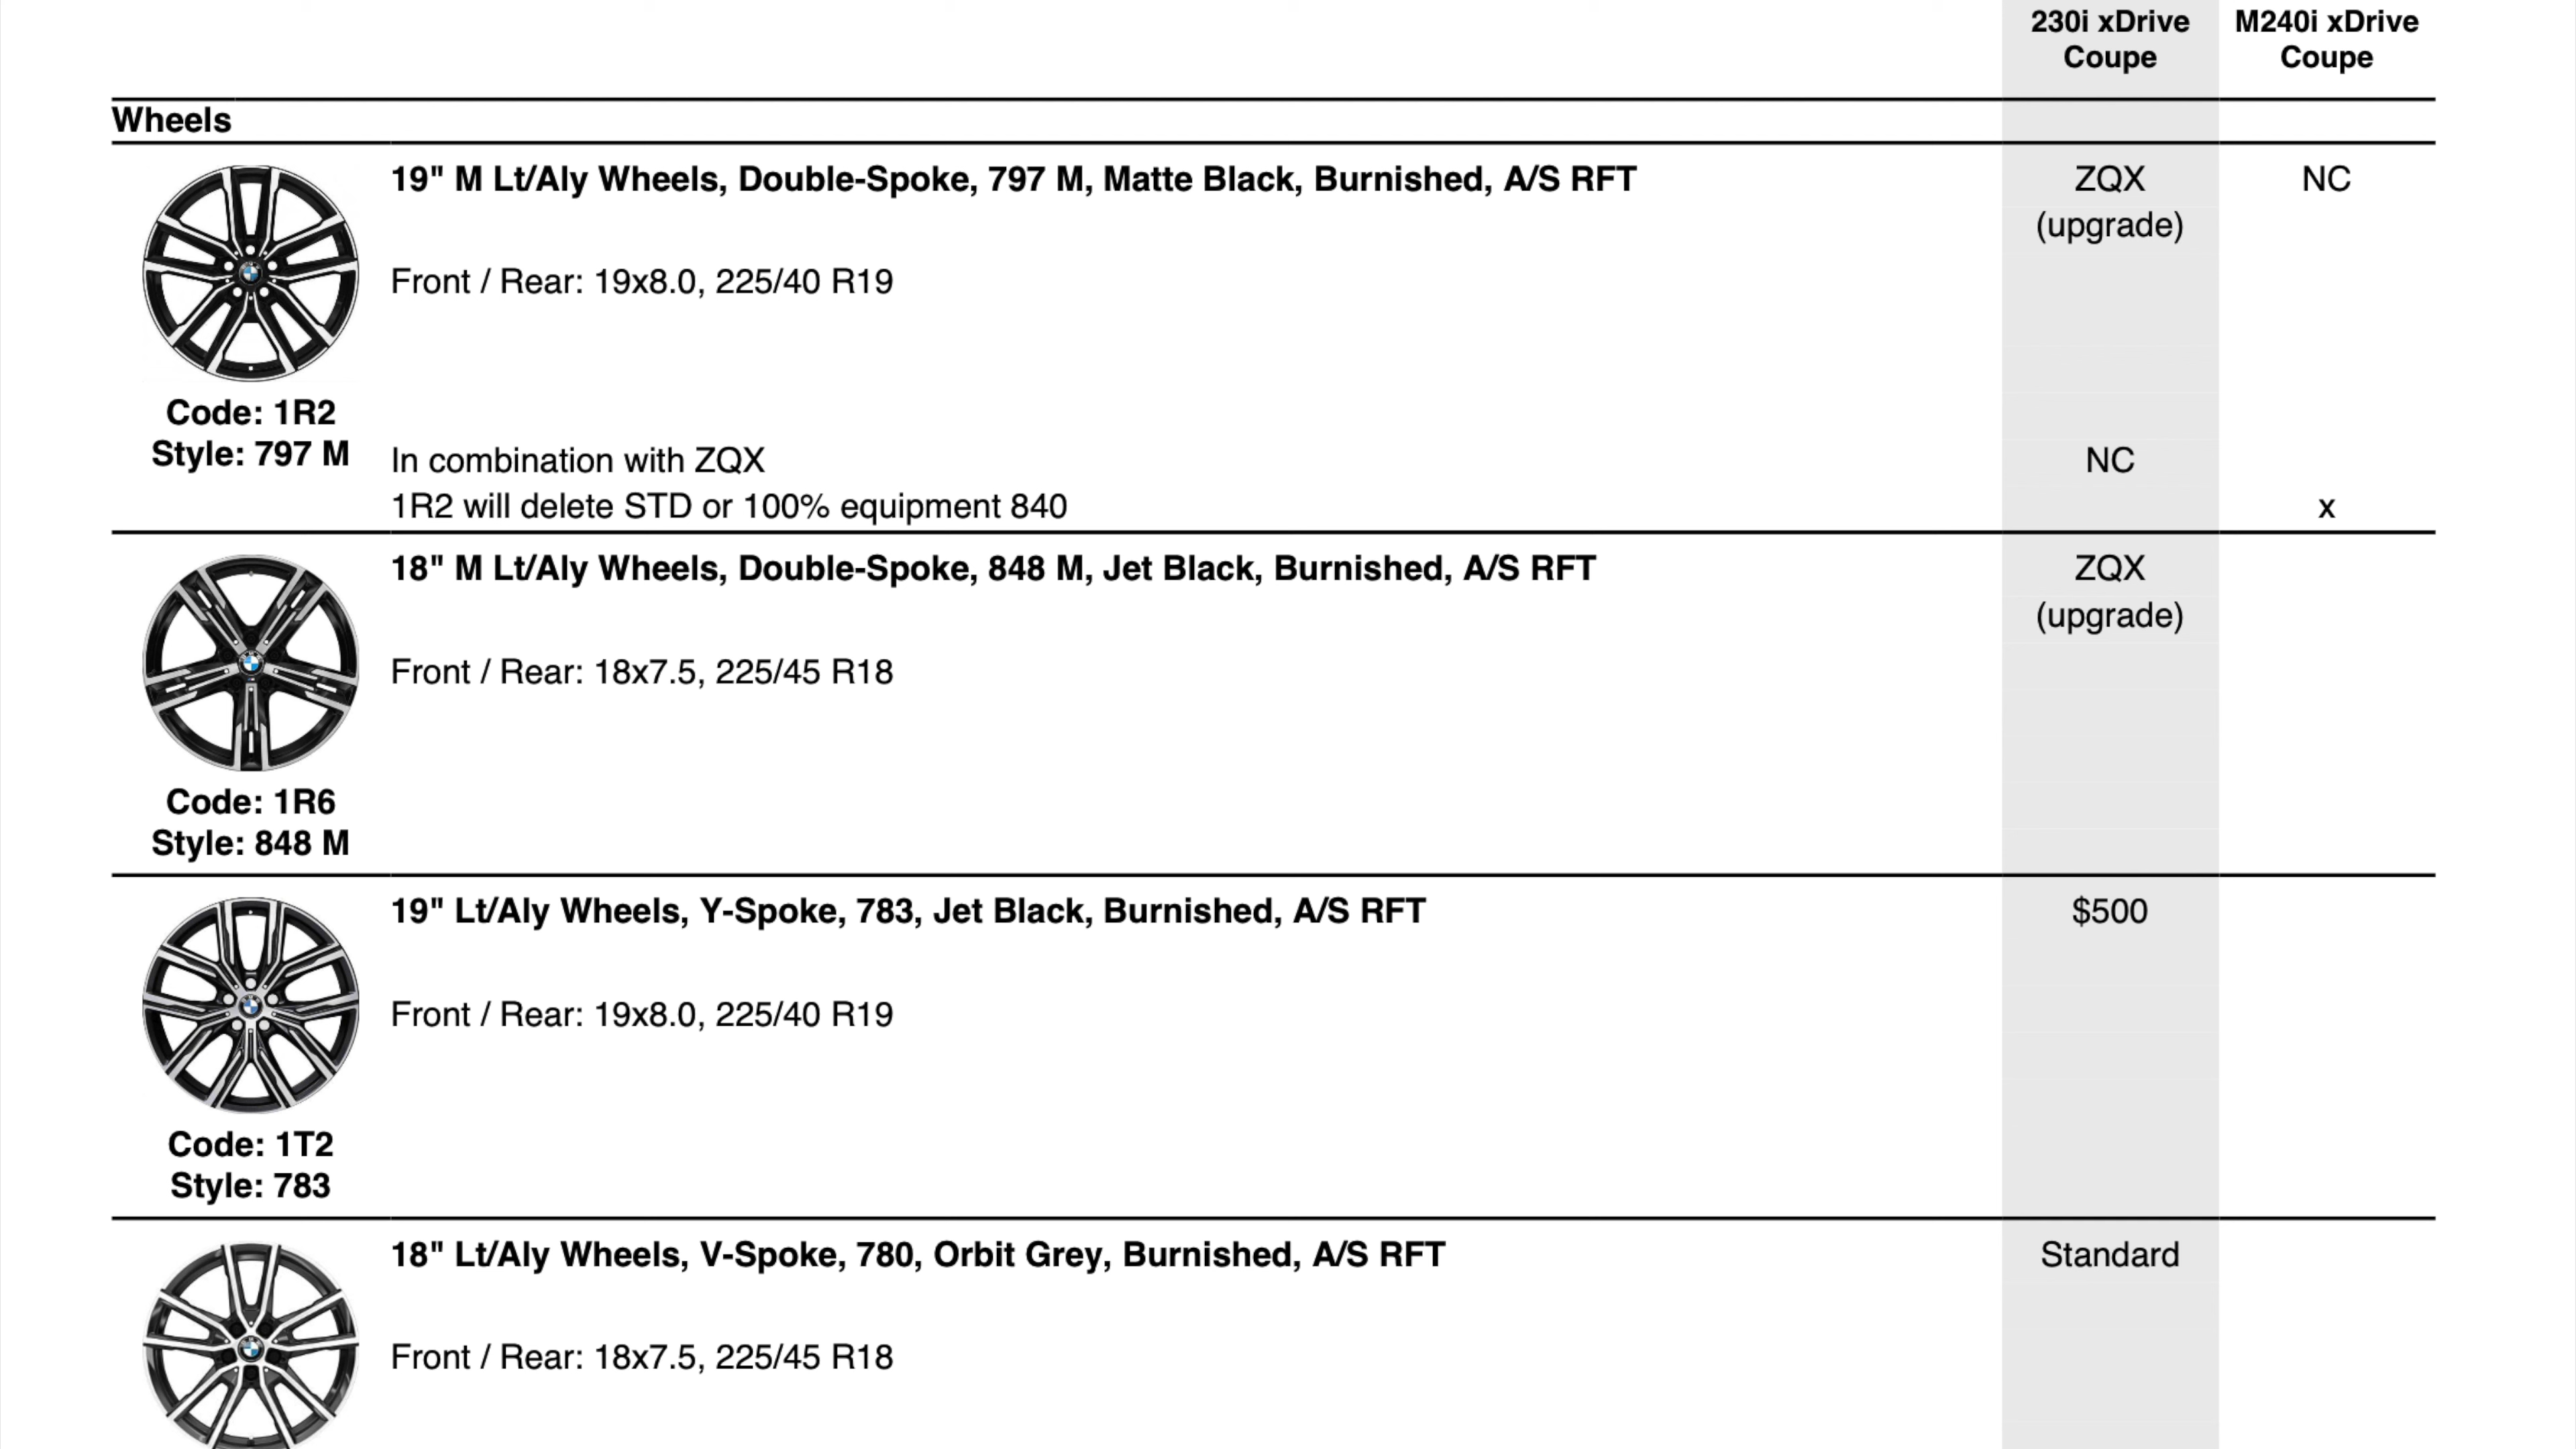 230i xDrive Coupe
M240i xDrive Coupe
Wheels
19" M Lt/Aly Wheels, Double-Spoke, 797 M, Matte Black, Burnished, A/S RFT
ZQX (upgrade)
NC
Front / Rear: 19x8.0, 225/40 R19
Code: 1R2
Style: 797 M
In combination with ZQX
NC
1R2 will delete STD or 100% equipment 840
x
18" M Lt/Aly Wheels, Double-Spoke, 848 M, Jet Black, Burnished, A/S RFT
ZQX (upgrade)
Front / Rear: 18x7.5, 225/45 R18
Code: 1R6
Style: 848 M
19" Lt/Aly Wheels, Y-Spoke, 783, Jet Black, Burnished, A/S RFT
$500
Front / Rear: 19x8.0, 225/40 R19
Code: 1T2
Style: 783
18" Lt/Aly Wheels, V-Spoke, 780, Orbit Grey, Burnished, A/S RFT
Standard
Front / Rear: 18x7.5, 225/45 R18